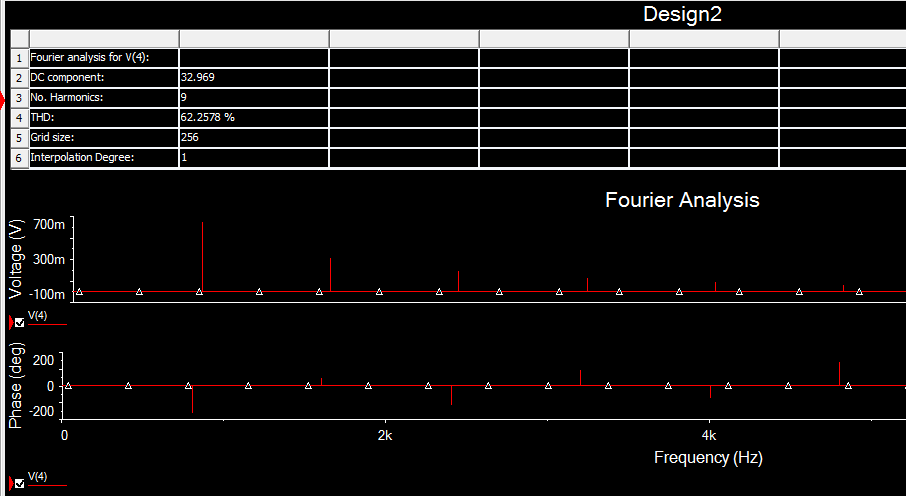 Design2
1 Fourier analysis for V(4):
2 DC component: 32.969
3 No. Harmonics: 9
4 THD: 62.2578 %
5 Grid size: 256
6 Interpolation Degree: 1
Fourier Analysis
Voltage (V)
700m
300m
-100m
V(4)
Phase (deg)
200
0
-200
0 2k 4k
Frequency (Hz)
V(4)